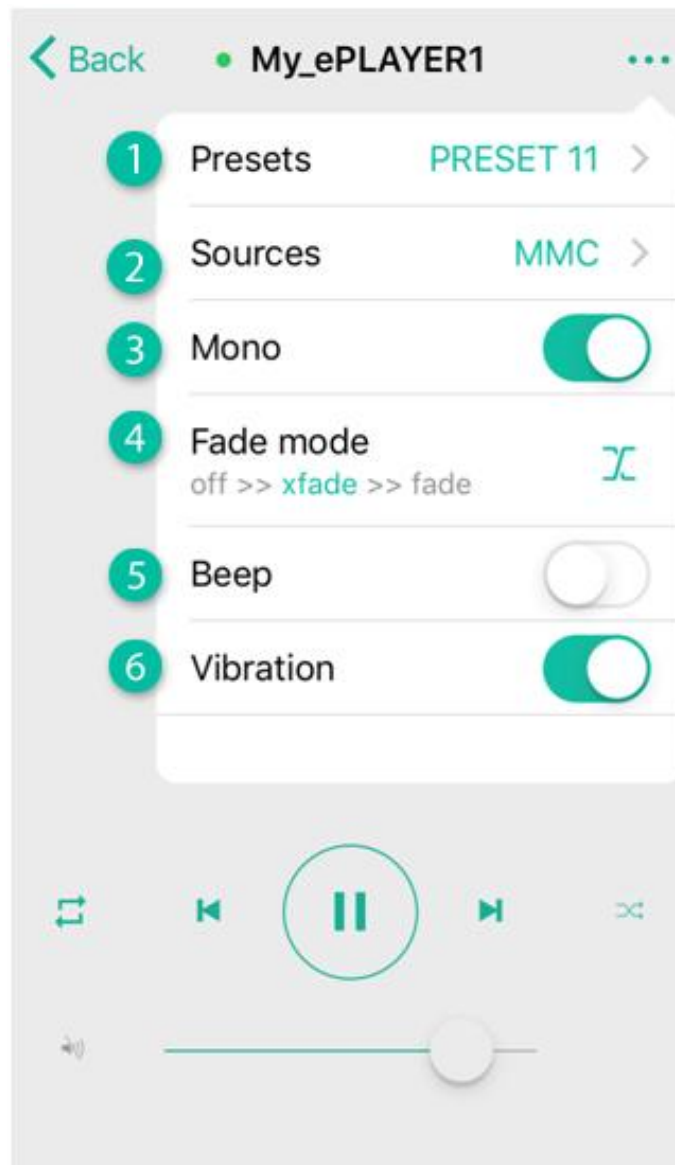 Back
My_ePLAYER1
1 Presets PRESET 11
2 Sources MMC
3 Mono
4 Fade mode
off >> xfade >> fade
5 Beep
6 Vibration